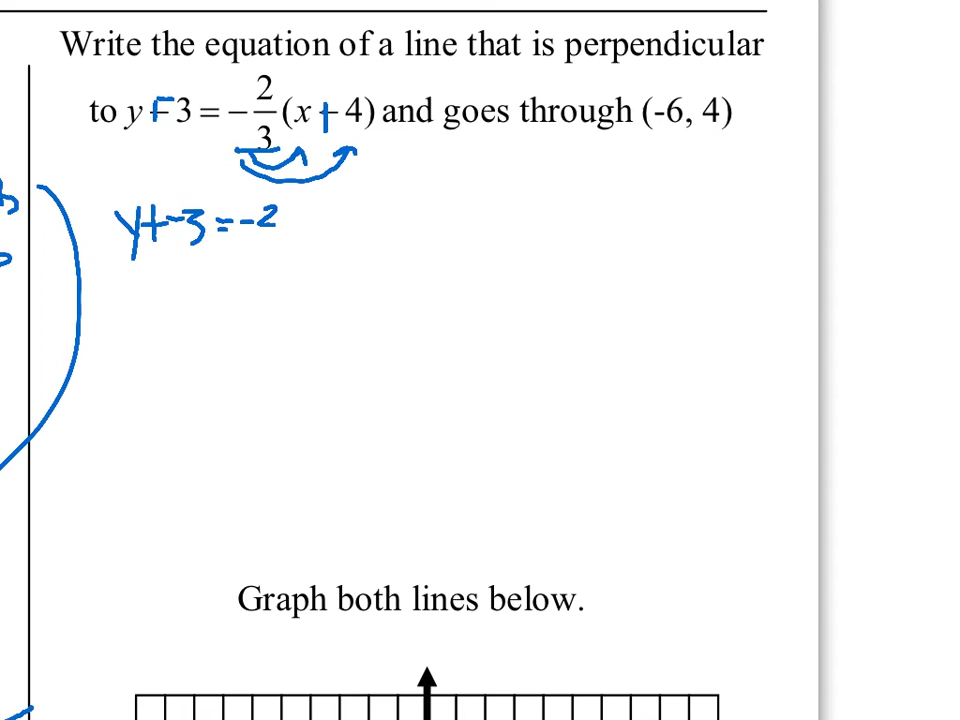 Write the equation of a line that is perpendicular
to y - 3 = -2/3 (x - 4) and goes through (-6, 4)
y+-3=-2
Graph both lines below.